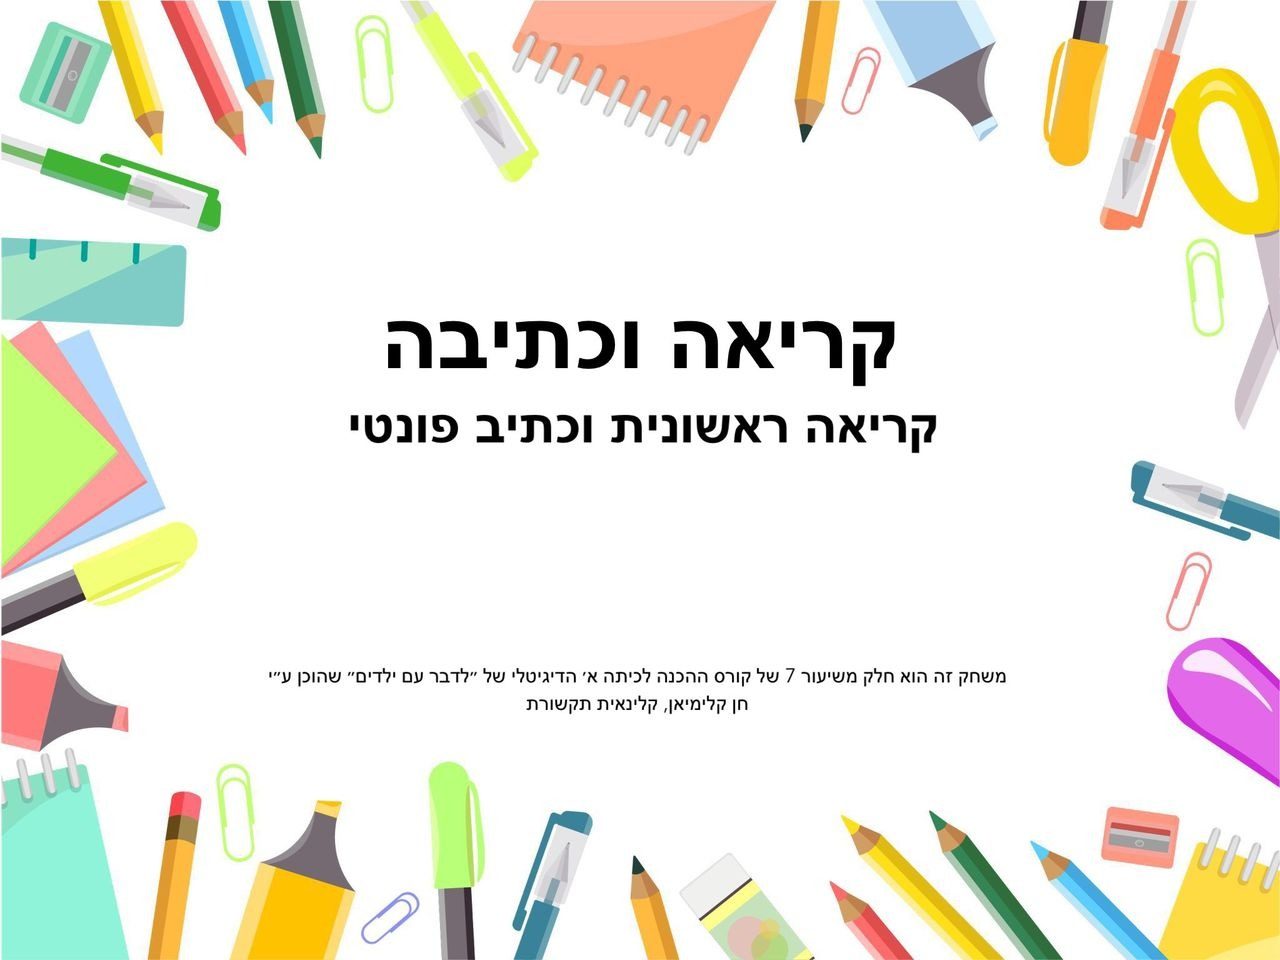 קריאה וכתיבה
קריאה ראשונית וכתיב פונטי
משחק זה הוא חלק משיעור 7 של קורס ההכנה לכיתה א׳ הדיגיטלי של ״לדבר עם ילדים״ שהוכן ע״י
חן קלימיאן, קלינאית תקשורת